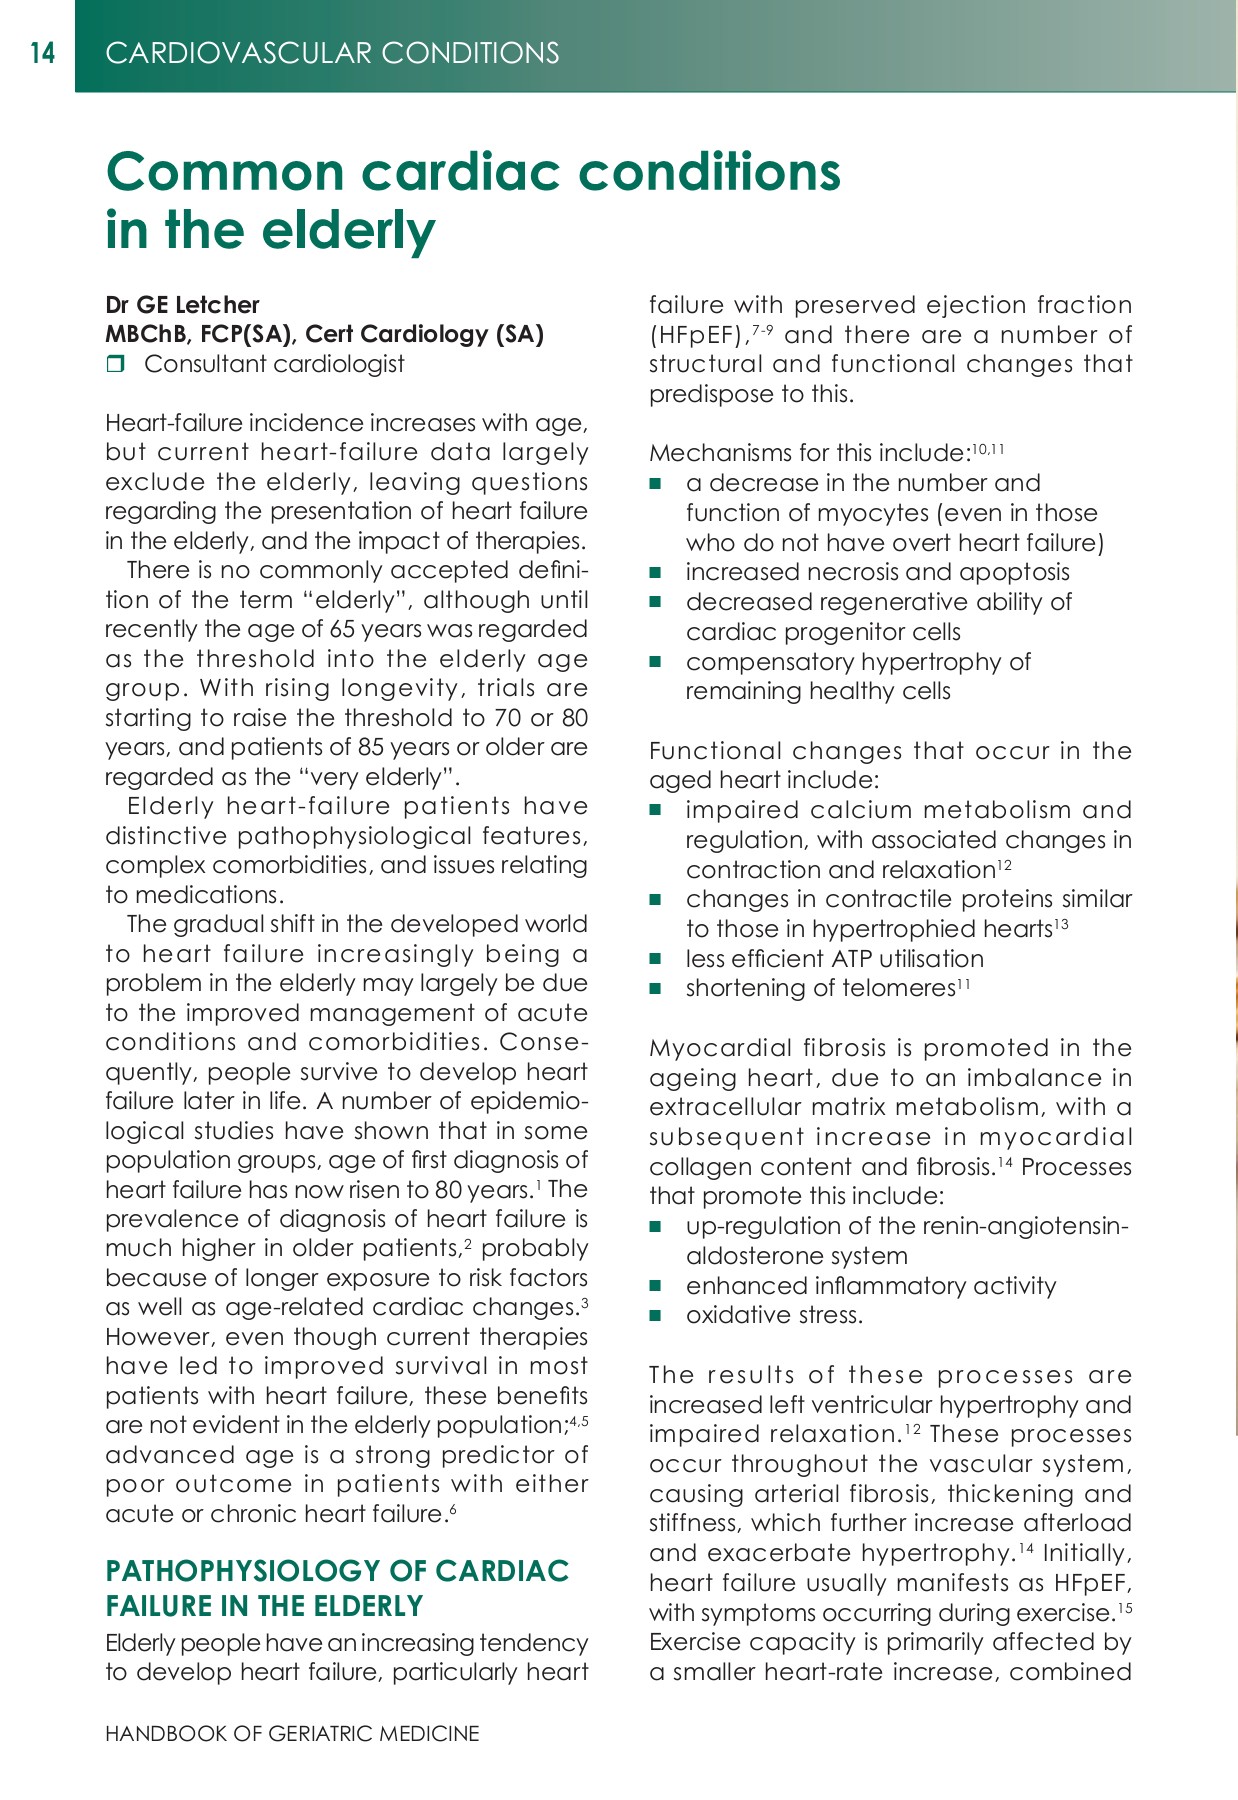 14
CARDIOVASCULAR CONDITIONS
Common cardiac conditions
in the elderly
Dr GE Letcher
MBChB, FCP(SA), Cert Cardiology (SA)
❒ Consultant cardiologist
Heart-failure incidence increases with age,
but current heart-failure data largely
exclude the elderly, leaving questions
regarding the presentation of heart failure
in the elderly, and the impact of therapies.
There is no commonly accepted defini-
tion of the term “elderly”, although until
recently the age of 65 years was regarded
as the threshold into the elderly age
group. With rising longevity, trials are
starting to raise the threshold to 70 or 80
years, and patients of 85 years or older are
regarded as the “very elderly”.
Elderly heart-failure patients have
distinctive pathophysiological features,
complex comorbidities, and issues relating
to medications.
The gradual shift in the developed world
to heart failure increasingly being a
problem in the elderly may largely be due
to the improved management of acute
conditions and comorbidities. Conse-
quently, people survive to develop heart
failure later in life. A number of epidemio-
logical studies have shown that in some
population groups, age of first diagnosis of
heart failure has now risen to 80 years.¹ The
prevalence of diagnosis of heart failure is
much higher in older patients,² probably
because of longer exposure to risk factors
as well as age-related cardiac changes.³
However, even though current therapies
have led to improved survival in most
patients with heart failure, these benefits
are not evident in the elderly population;⁴,⁵
advanced age is a strong predictor of
poor outcome in patients with either
acute or chronic heart failure.⁶
PATHOPHYSIOLOGY OF CARDIAC
FAILURE IN THE ELDERLY
Elderly people have an increasing tendency
to develop heart failure, particularly heart
failure with preserved ejection fraction
(HFpEF),⁷⁻⁹ and there are a number of
structural and functional changes that
predispose to this.
Mechanisms for this include:¹⁰,¹¹
■ a decrease in the number and
function of myocytes (even in those
who do not have overt heart failure)
■ increased necrosis and apoptosis
■ decreased regenerative ability of
cardiac progenitor cells
■ compensatory hypertrophy of
remaining healthy cells
Functional changes that occur in the
aged heart include:
■ impaired calcium metabolism and
regulation, with associated changes in
contraction and relaxation¹²
■ changes in contractile proteins similar
to those in hypertrophied hearts¹³
■ less efficient ATP utilisation
■ shortening of telomeres¹¹
Myocardial fibrosis is promoted in the
ageing heart, due to an imbalance in
extracellular matrix metabolism, with a
subsequent increase in myocardial
collagen content and fibrosis.¹⁴ Processes
that promote this include:
■ up-regulation of the renin-angiotensin-
aldosterone system
■ enhanced inflammatory activity
■ oxidative stress.
The results of these processes are
increased left ventricular hypertrophy and
impaired relaxation.¹² These processes
occur throughout the vascular system,
causing arterial fibrosis, thickening and
stiffness, which further increase afterload
and exacerbate hypertrophy.¹⁴ Initially,
heart failure usually manifests as HFpEF,
with symptoms occurring during exercise.¹⁵
Exercise capacity is primarily affected by
a smaller heart-rate increase, combined
HANDBOOK OF GERIATRIC MEDICINE